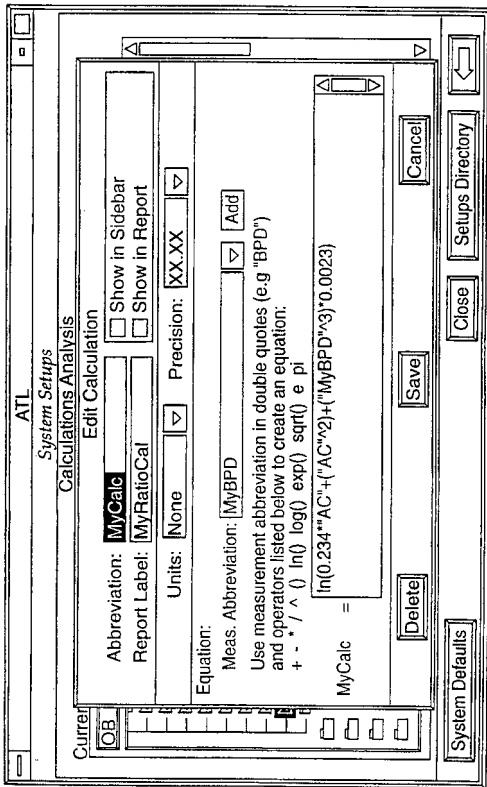 ATL
System Setups
Calculations Analysis
Curren
OB
Edit Calculation
Abbreviation: MyCalc
Show in Sidebar
Report Label: MyRatioCal
Show in Report
Units: None Precision: XX.XX
Equation:
Meas. Abbreviation: MyBPD Add
Use measurement abbreviation in double quotes (e.g "BPD")
and operators listed below to create an equation:
+ - * / ^ () ln() log() exp() sqrt() e pi
MyCalc = ln(0.234*"AC"+("AC"^2)+("MyBPD"^3)*0.0023)
Delete Save Cancel
System Defaults Close Setups Directory